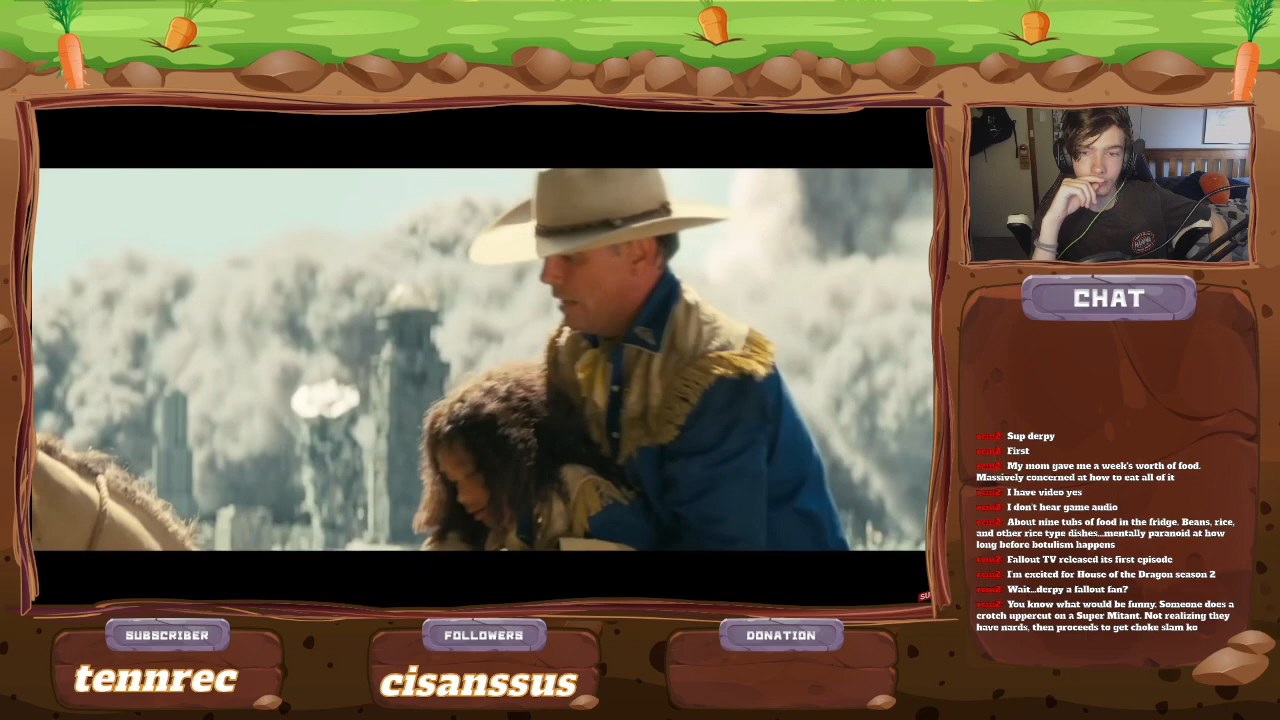 CHAT
Sup derpy
First
My mom gave me a week's worth of food.
Massively concerned at how to eat all of it
I have video yes
I don't hear game audio
About nine tubs of food in the fridge. Beans, rice,
and other rice type dishes...mentally paranoid at how
long before botulism happens
Fallout TV released its first episode
I'm excited for House of the Dragon season 2
Wait...derpy a fallout fan?
You know what would be funny. Someone does a
crotch uppercut on a Super Mitant. Not realizing they
have nards, then proceeds to get choke slam ko
SU
SUBSCRIBER
tennrec
FOLLOWERS
cisanssus
DONATION